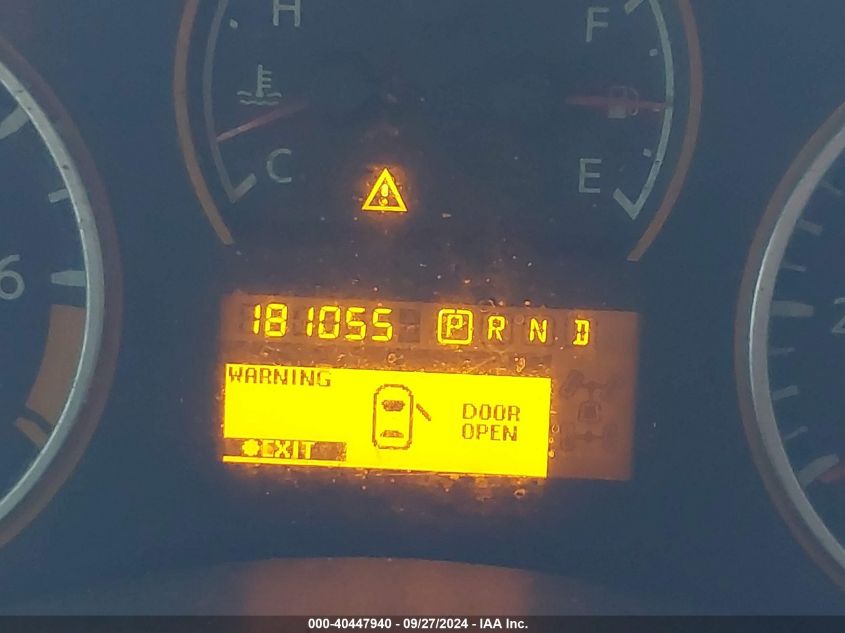 H F
C E
6
181055 P R N D
WARNING
DOOR
OPEN
EXIT
000-40447940 - 09/27/2024 - IAA Inc.